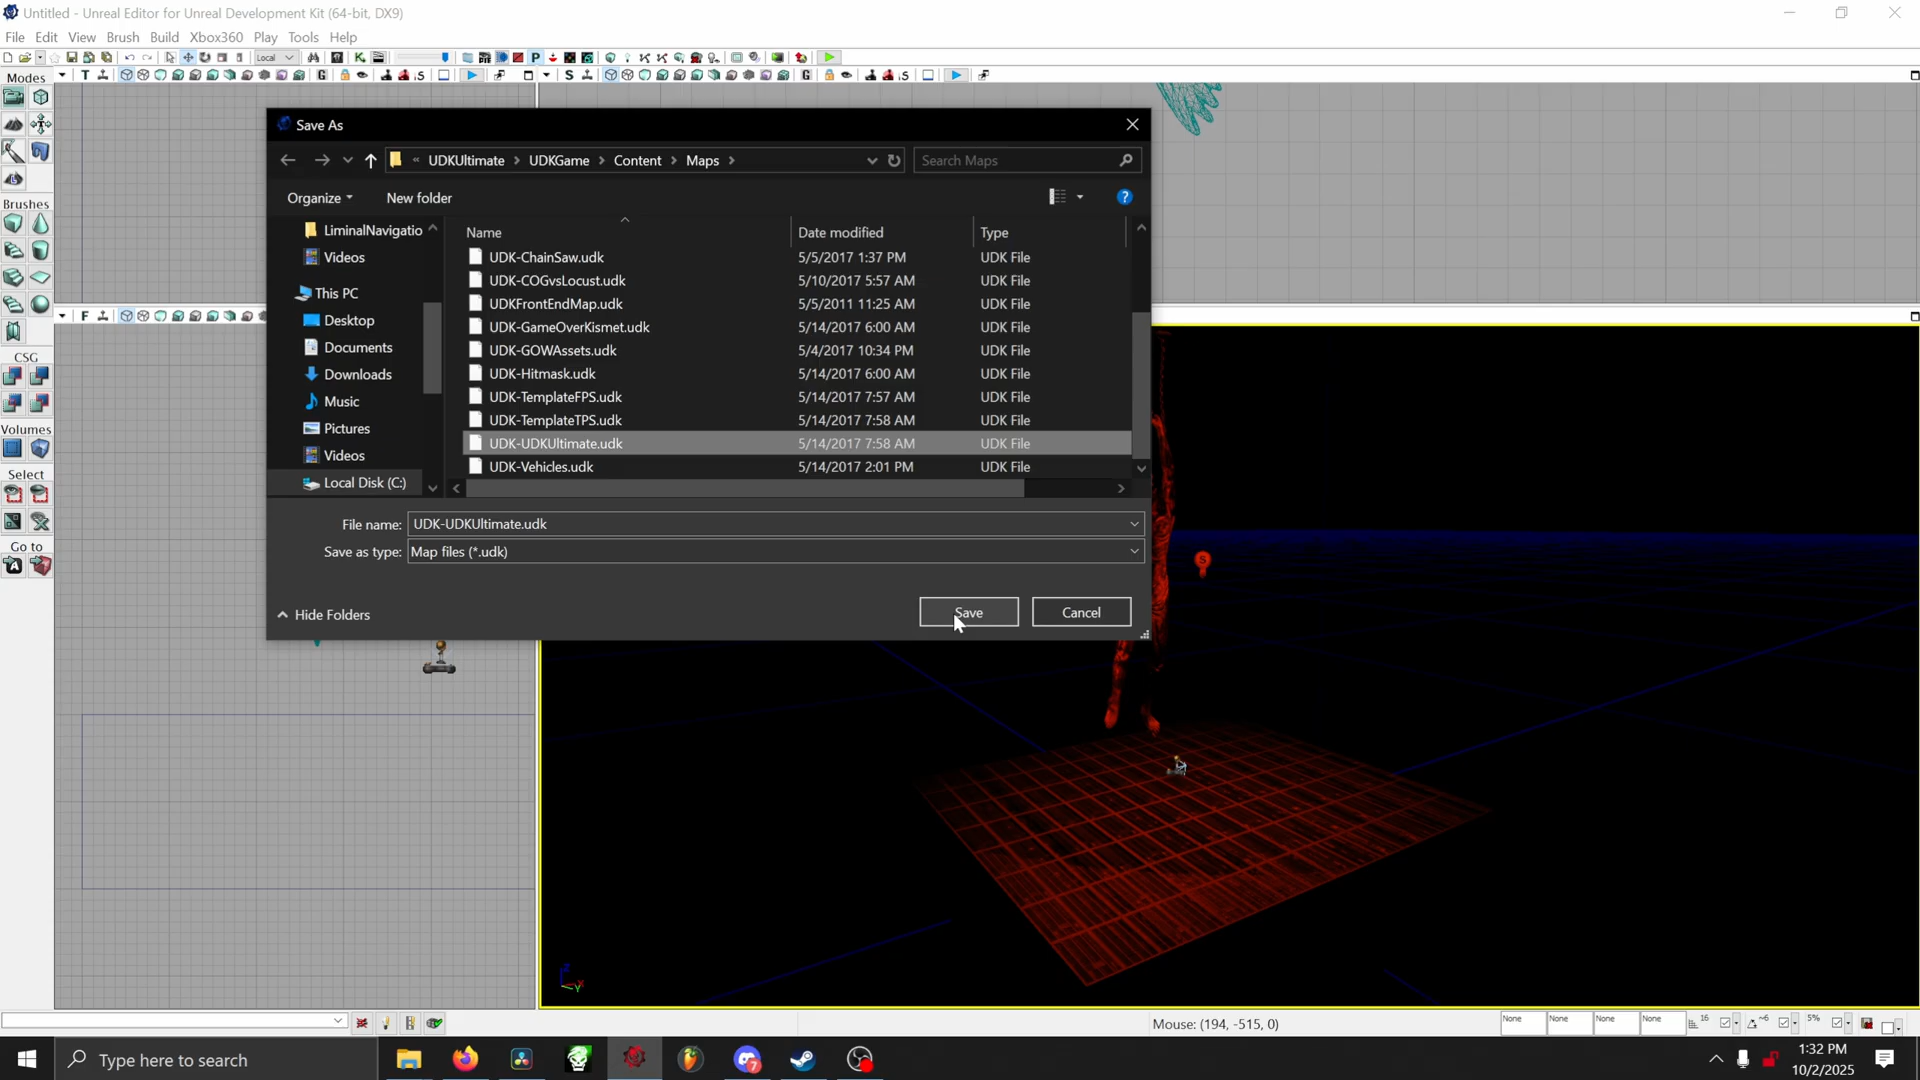 Untitled - Unreal Editor for Unreal Development Kit (64-bit, DX9)
File Edit View Brush Build Xbox360 Play Tools Help
Local
Modes
Brushes
CSG
Volumes
Select
Go to
Save As
« UDKUltimate > UDKGame > Content > Maps >
Search Maps
Organize
New folder
LiminalNavigatio
Videos
This PC
Desktop
Documents
Downloads
Music
Pictures
Videos
Local Disk (C:)
Name Date modified Type
UDK-ChainSaw.udk 5/5/2017 1:37 PM UDK File
UDK-COGvsLocust.udk 5/10/2017 5:57 AM UDK File
UDKFrontEndMap.udk 5/5/2011 11:25 AM UDK File
UDK-GameOverKismet.udk 5/14/2017 6:00 AM UDK File
UDK-GOWAssets.udk 5/4/2017 10:34 PM UDK File
UDK-Hitmask.udk 5/14/2017 6:00 AM UDK File
UDK-TemplateFPS.udk 5/14/2017 7:57 AM UDK File
UDK-TemplateTPS.udk 5/14/2017 7:58 AM UDK File
UDK-UDKUltimate.udk 5/14/2017 7:58 AM UDK File
UDK-Vehicles.udk 5/14/2017 2:01 PM UDK File
File name: UDK-UDKUltimate.udk
Save as type: Map files (*.udk)
Hide Folders
Save
Cancel
S
Z
X
Y
Mouse: (194, -515, 0)
None None None None 16 ~6 5%
Type here to search
7
1:32 PM
10/2/2025